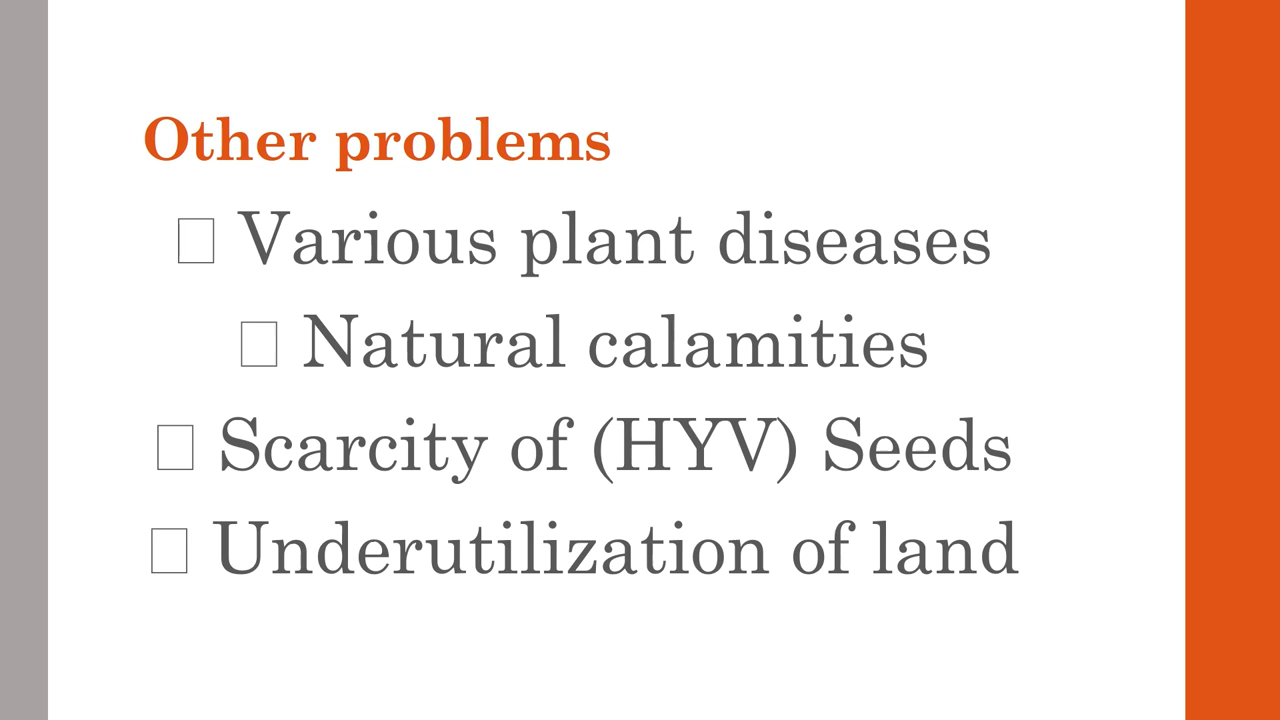 Other problems
□ Various plant diseases
□ Natural calamities
□ Scarcity of (HYV) Seeds
□ Underutilization of land